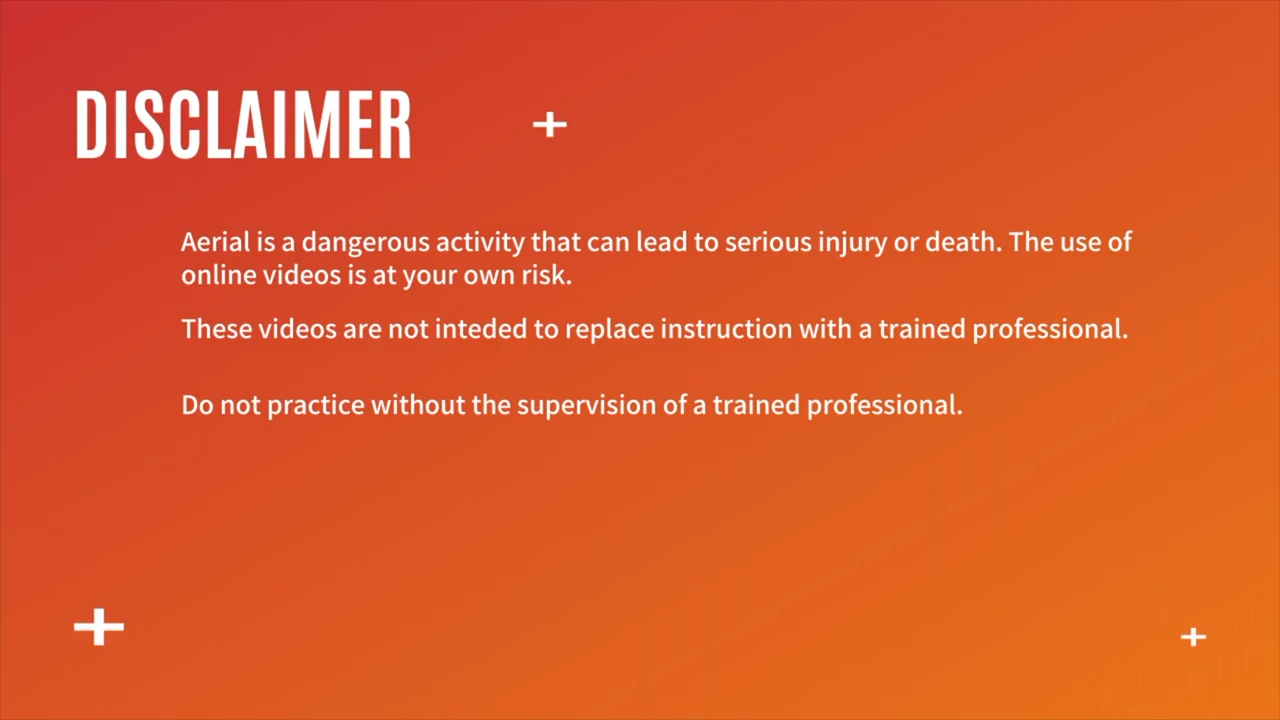 DISCLAIMER
Aerial is a dangerous activity that can lead to serious injury or death. The use of
online videos is at your own risk.
These videos are not inteded to replace instruction with a trained professional.
Do not practice without the supervision of a trained professional.